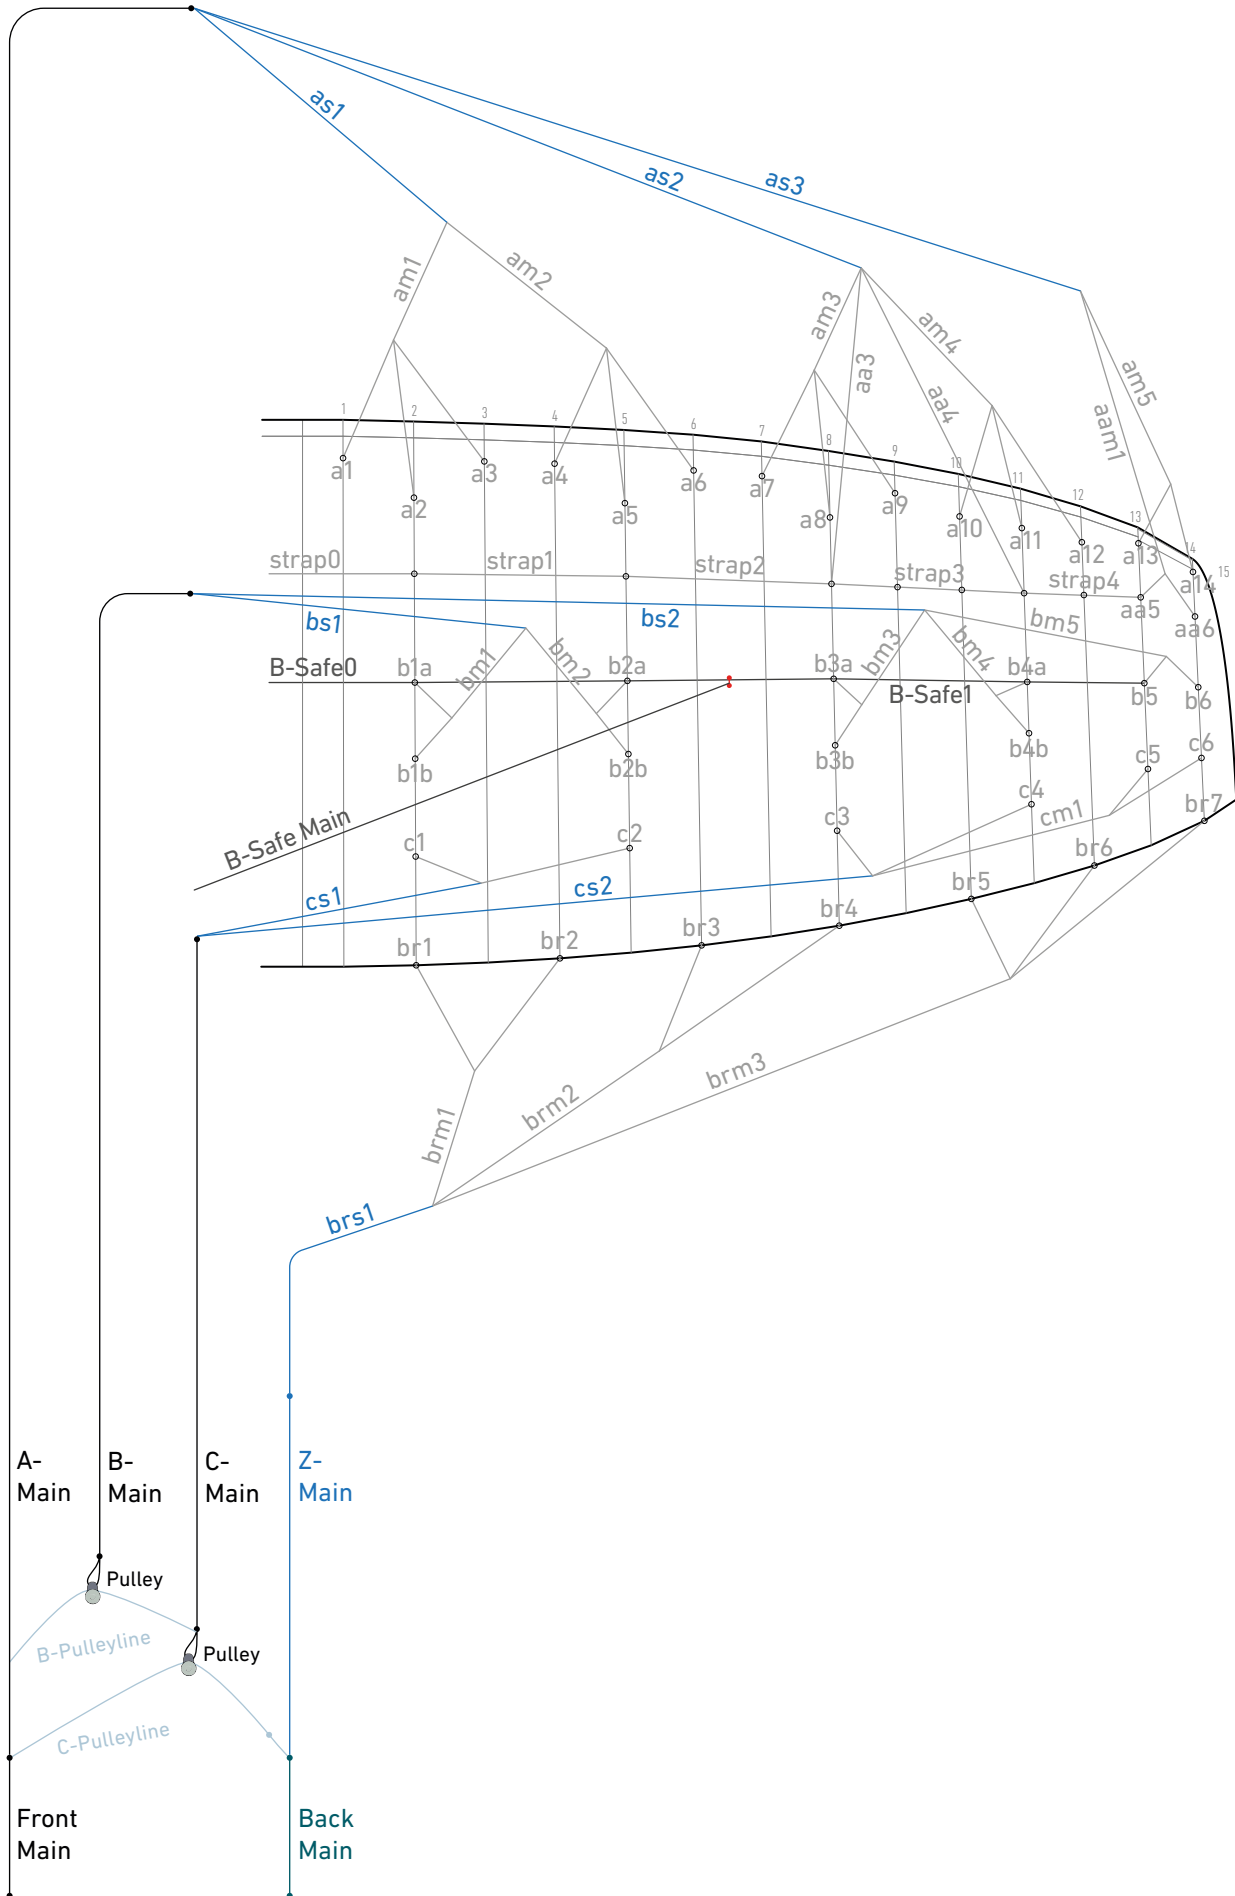 as1
as2
as3
am1
am2
am3
aa3
am4
aa4
am5
aam1
1
2
3
4
5
6
7
8
9
10
11
12
13
14
15
a1
a2
a3
a4
a5
a6
a7
a8
a9
a10
a11
a12
a13
a14
strap0
strap1
strap2
strap3
strap4
aa5
aa6
bs1
bs2
bm5
B-Safe0
b1a
bm1
bm2
b2a
b3a
bm3
bm4
b4a
B-Safe1
b5
b6
b1b
b2b
b3b
b4b
c5
c6
B-Safe Main
c1
c2
c3
c4
cm1
br7
cs1
cs2
br6
br5
br4
br3
br2
br1
brm1
brm2
brm3
brs1
A-
Main
B-
Main
C-
Main
Z-
Main
Pulley
B-Pulleyline
Pulley
C-Pulleyline
Front
Main
Back
Main